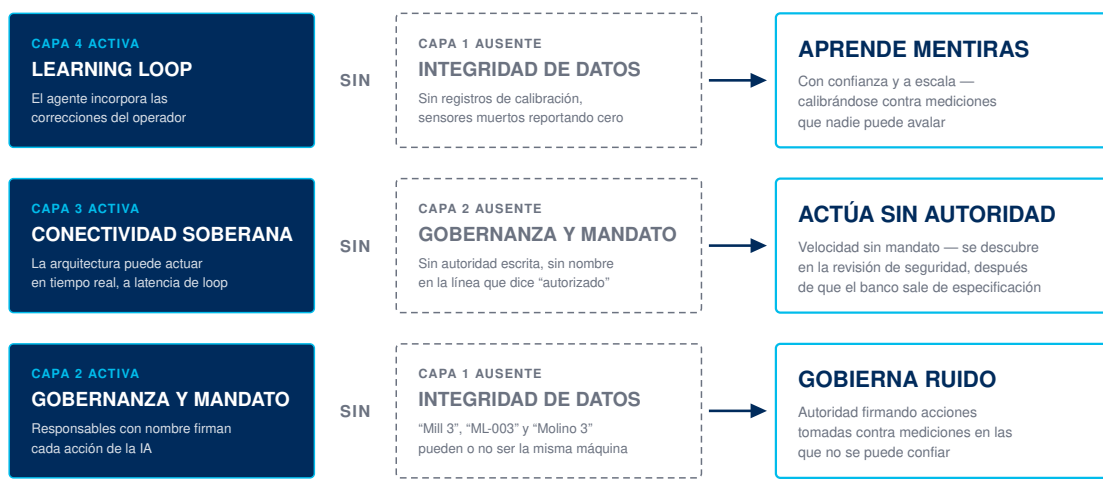 CAPA 4 ACTIVA
LEARNING LOOP
El agente incorpora las
correcciones del operador
SIN
CAPA 1 AUSENTE
INTEGRIDAD DE DATOS
Sin registros de calibración,
sensores muertos reportando cero
APRENDE MENTIRAS
Con confianza y a escala —
calibrándose contra mediciones
que nadie puede avalar
CAPA 3 ACTIVA
CONECTIVIDAD SOBERANA
La arquitectura puede actuar
en tiempo real, a latencia de loop
SIN
CAPA 2 AUSENTE
GOBERNANZA Y MANDATO
Sin autoridad escrita, sin nombre
en la línea que dice “autorizado”
ACTÚA SIN AUTORIDAD
Velocidad sin mandato — se descubre
en la revisión de seguridad, después
de que el banco sale de especificación
CAPA 2 ACTIVA
GOBERNANZA Y MANDATO
Responsables con nombre firman
cada acción de la IA
SIN
CAPA 1 AUSENTE
INTEGRIDAD DE DATOS
“Mill 3”, “ML-003” y “Molino 3”
pueden o no ser la misma máquina
GOBIERNA RUIDO
Autoridad firmando acciones
tomadas contra mediciones en las
que no se puede confiar